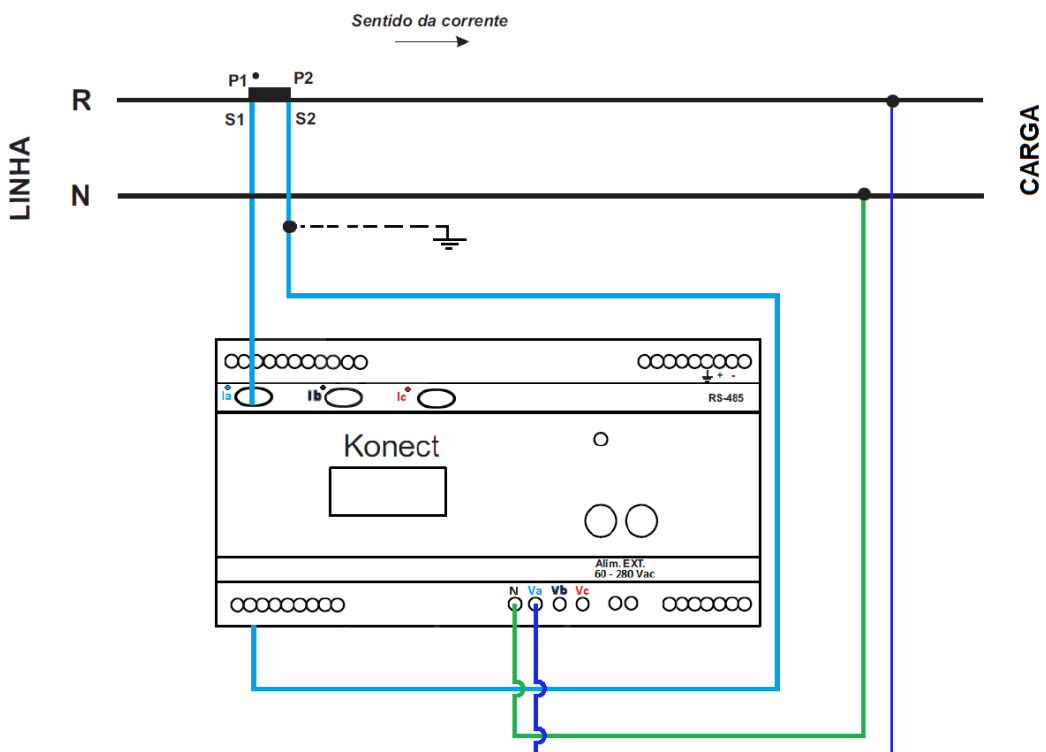 Sentido da corrente
P1
P2
R
S1
S2
LINHA
N
CARGA
+ -
Ia
Ib
Ic
RS-485
Konect
Alim. EXT.
60 - 280 Vac
N Va Vb Vc